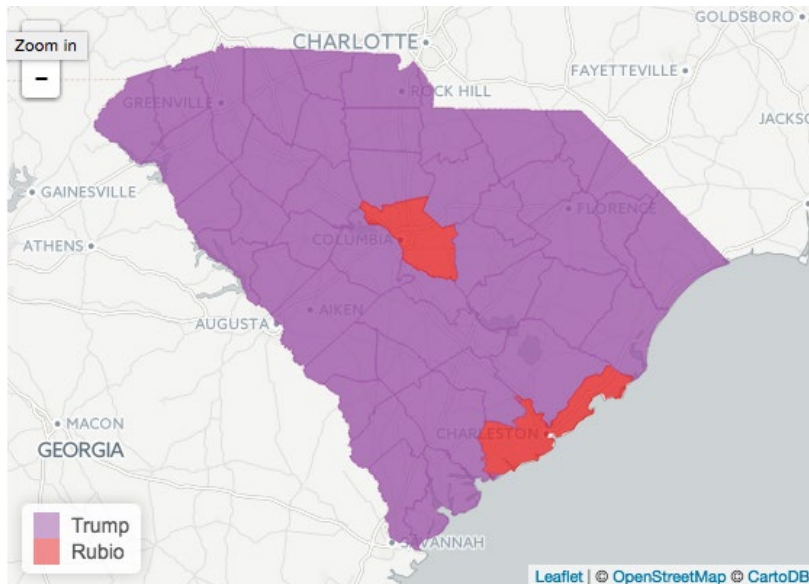 GOLDSBORO
Zoom in
−
CHARLOTTE
FAYETTEVILLE
GREENVILLE
ROCK HILL
JACKS
GAINESVILLE
FLORENCE
ATHENS
COLUMBIA
AIKEN
AUGUSTA
MACON
CHARLESTON
GEORGIA
Trump
Rubio
SAVANNAH
Leaflet | © OpenStreetMap © CartoDB